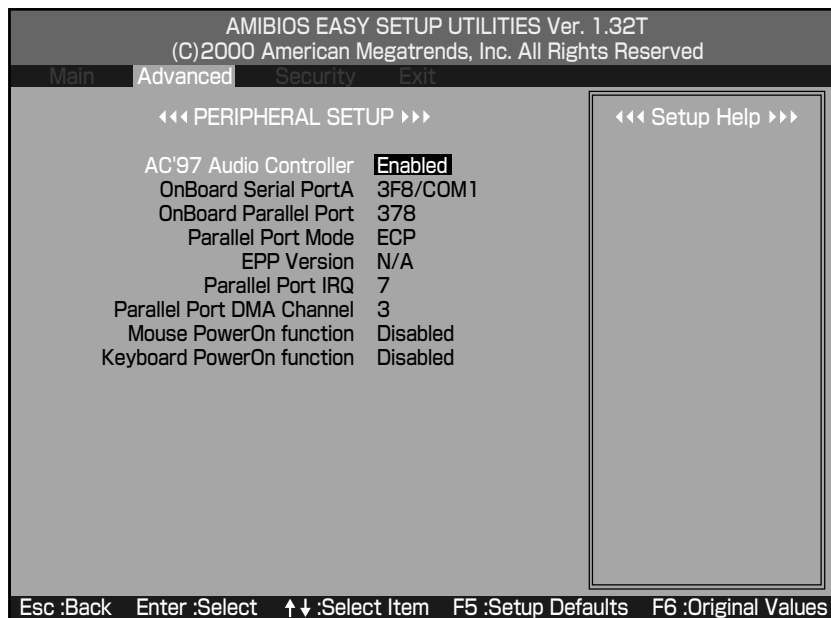 AMIBIOS EASY SETUP UTILITIES Ver. 1.32T
(C)2000 American Megatrends, Inc. All Rights Reserved
Main Advanced Security Exit
PERIPHERAL SETUP
Setup Help
AC'97 Audio Controller Enabled
OnBoard Serial PortA 3F8/COM1
OnBoard Parallel Port 378
Parallel Port Mode ECP
EPP Version N/A
Parallel Port IRQ 7
Parallel Port DMA Channel 3
Mouse PowerOn function Disabled
Keyboard PowerOn function Disabled
Esc :Back Enter :Select ↑↓ :Select Item F5 :Setup Defaults F6 :Original Values